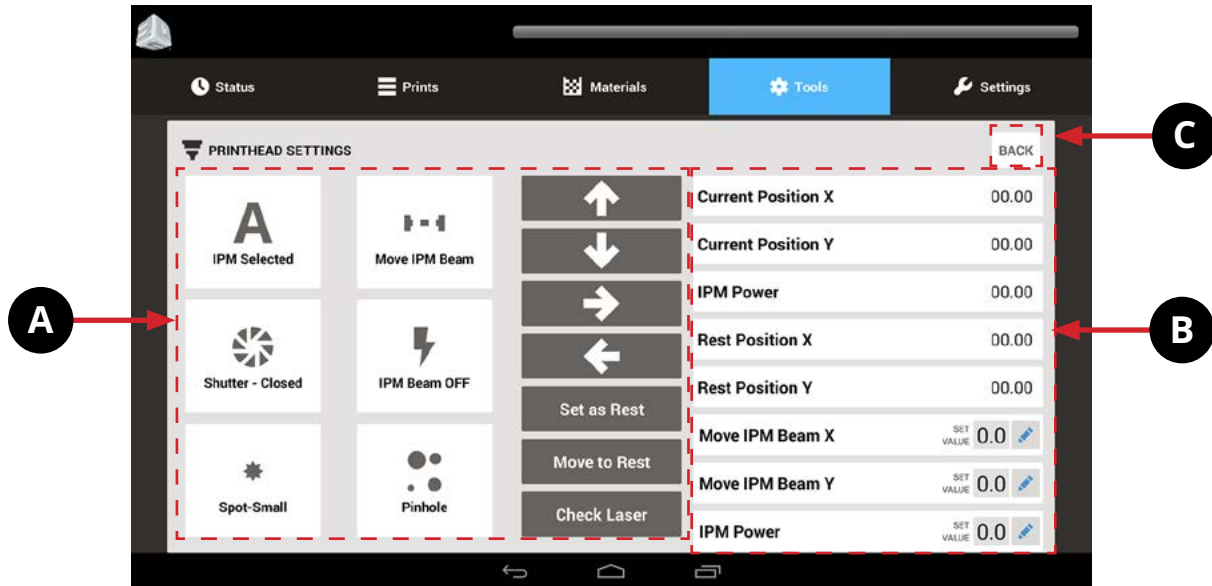 Status
Prints
Materials
Tools
Settings
PRINTHEAD SETTINGS
BACK
C
A
IPM Selected
Move IPM Beam
Shutter - Closed
IPM Beam OFF
Spot-Small
Pinhole
Set as Rest
Move to Rest
Check Laser
Current Position X 00.00
Current Position Y 00.00
IPM Power 00.00
Rest Position X 00.00
Rest Position Y 00.00
Move IPM Beam X SET VALUE 0.0
Move IPM Beam Y SET VALUE 0.0
IPM Power SET VALUE 0.0
A
B